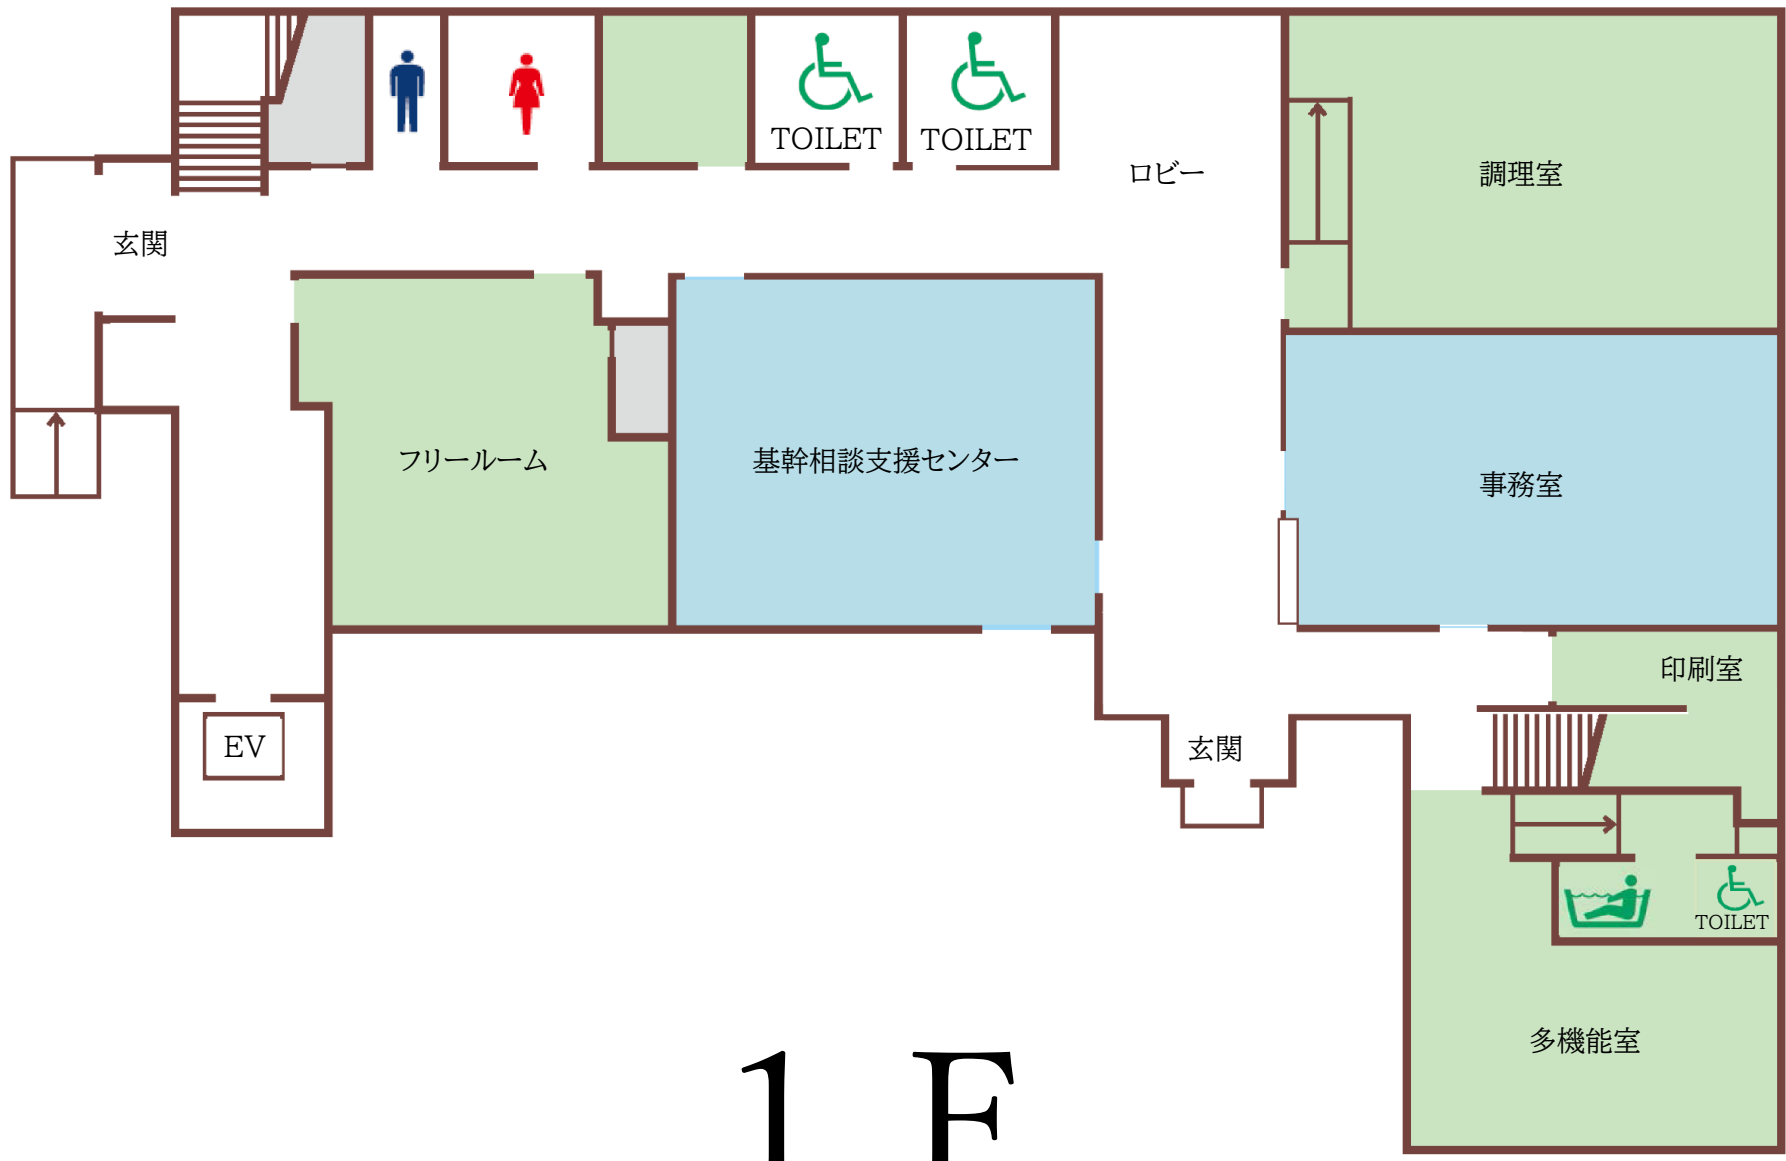 TOILET
TOILET
ロビー
調理室
玄関
フリールーム
基幹相談支援センター
事務室
印刷室
EV
玄関
TOILET
多機能室
1 F